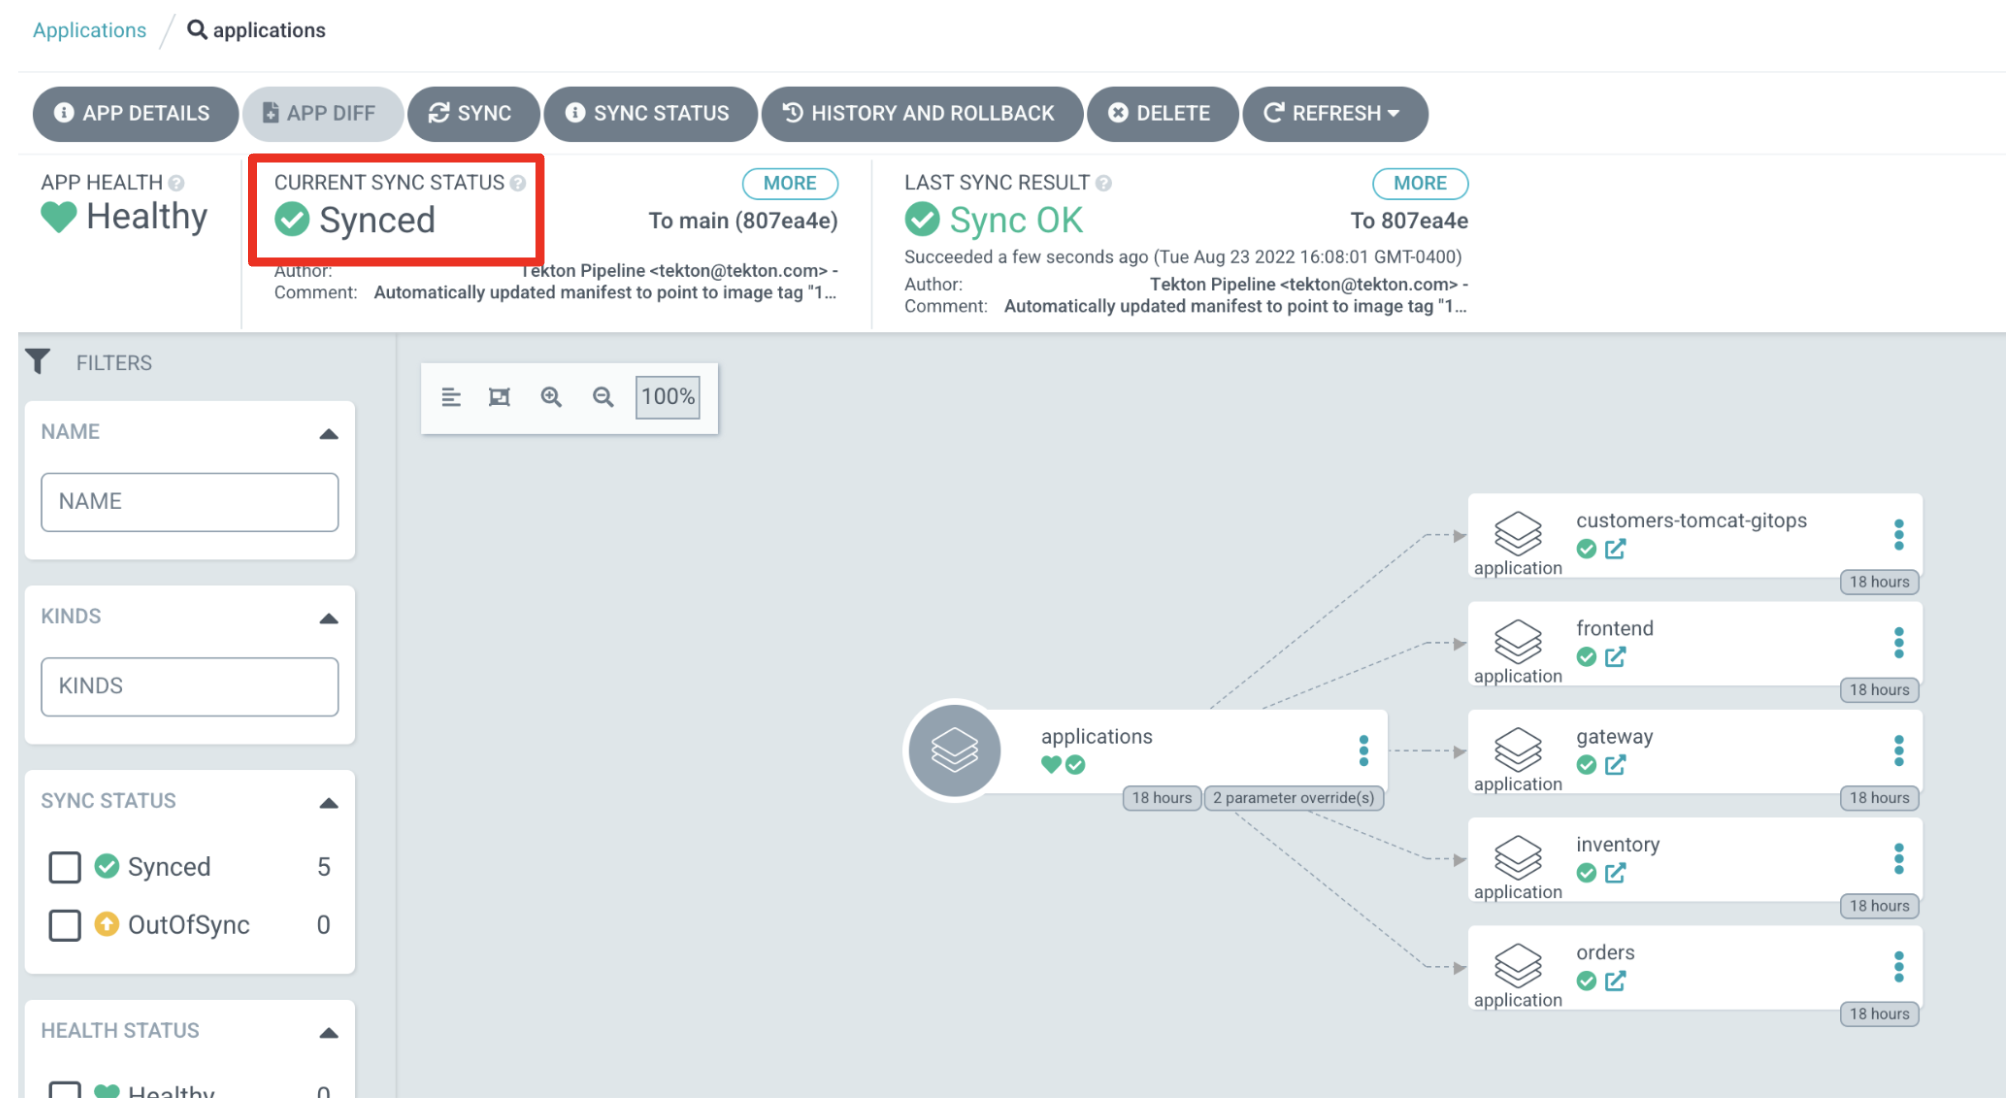 Applications / applications
APP DETAILS
APP DIFF
SYNC
SYNC STATUS
HISTORY AND ROLLBACK
DELETE
REFRESH
APP HEALTH
Healthy
CURRENT SYNC STATUS
MORE
Synced
To main (807ea4e)
Author: Tekton Pipeline <tekton@tekton.com> -
Comment: Automatically updated manifest to point to image tag "1...
LAST SYNC RESULT
MORE
Sync OK
To 807ea4e
Succeeded a few seconds ago (Tue Aug 23 2022 16:08:01 GMT-0400)
Author: Tekton Pipeline <tekton@tekton.com> -
Comment: Automatically updated manifest to point to image tag "1...
FILTERS
NAME
NAME
KINDS
KINDS
SYNC STATUS
Synced 5
OutOfSync 0
HEALTH STATUS
Healthy 0
100%
applications
18 hours
2 parameter override(s)
customers-tomcat-gitops
application
18 hours
frontend
application
18 hours
gateway
application
18 hours
inventory
application
18 hours
orders
application
18 hours